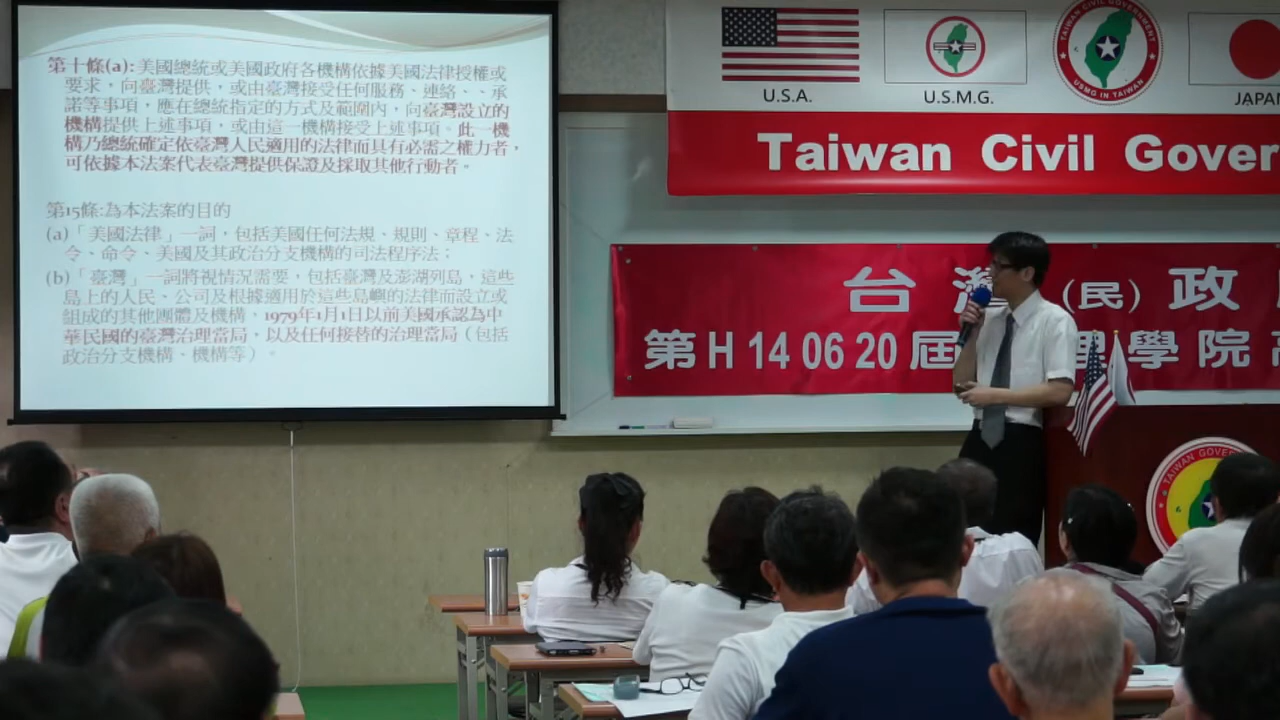 第十條(a):美國總統或美國政府各機構依據美國法律授權或
要求，向臺灣提供，或由臺灣接受任何服務、連絡、、承
諾等事項，應在總統指定的方式及範圍內，向臺灣設立的
機構提供上述事項，或由這一機構接受上述事項。此一機
構乃總統確定依臺灣人民適用的法律而具有必需之權力者，
可依據本法案代表臺灣提供保證及採取其他行動者。
第15條:為本法案的目的
(a)「美國法律」一詞，包括美國任何法規、規則、章程、法
令、命令、美國及其政治分支機構的司法程序法；
(b)「臺灣」一詞將視情況需要，包括臺灣及澎湖列島，這些
島上的人民、公司及根據適用於這些島嶼的法律而設立或
組成的其他團體及機構、1979年1月1日以前美國承認為中
華民國的臺灣治理當局，以及任何接替的治理當局（包括
政治分支機構、機構等）。
U.S.A.
U.S.M.G.
TAIWAN CIVIL GOVERNMENT
USMG IN TAIWAN
JAPAN
Taiwan Civil Gover
台灣(民)政
第H 14 06 20 屆 理學院高
TAIWAN GOVER